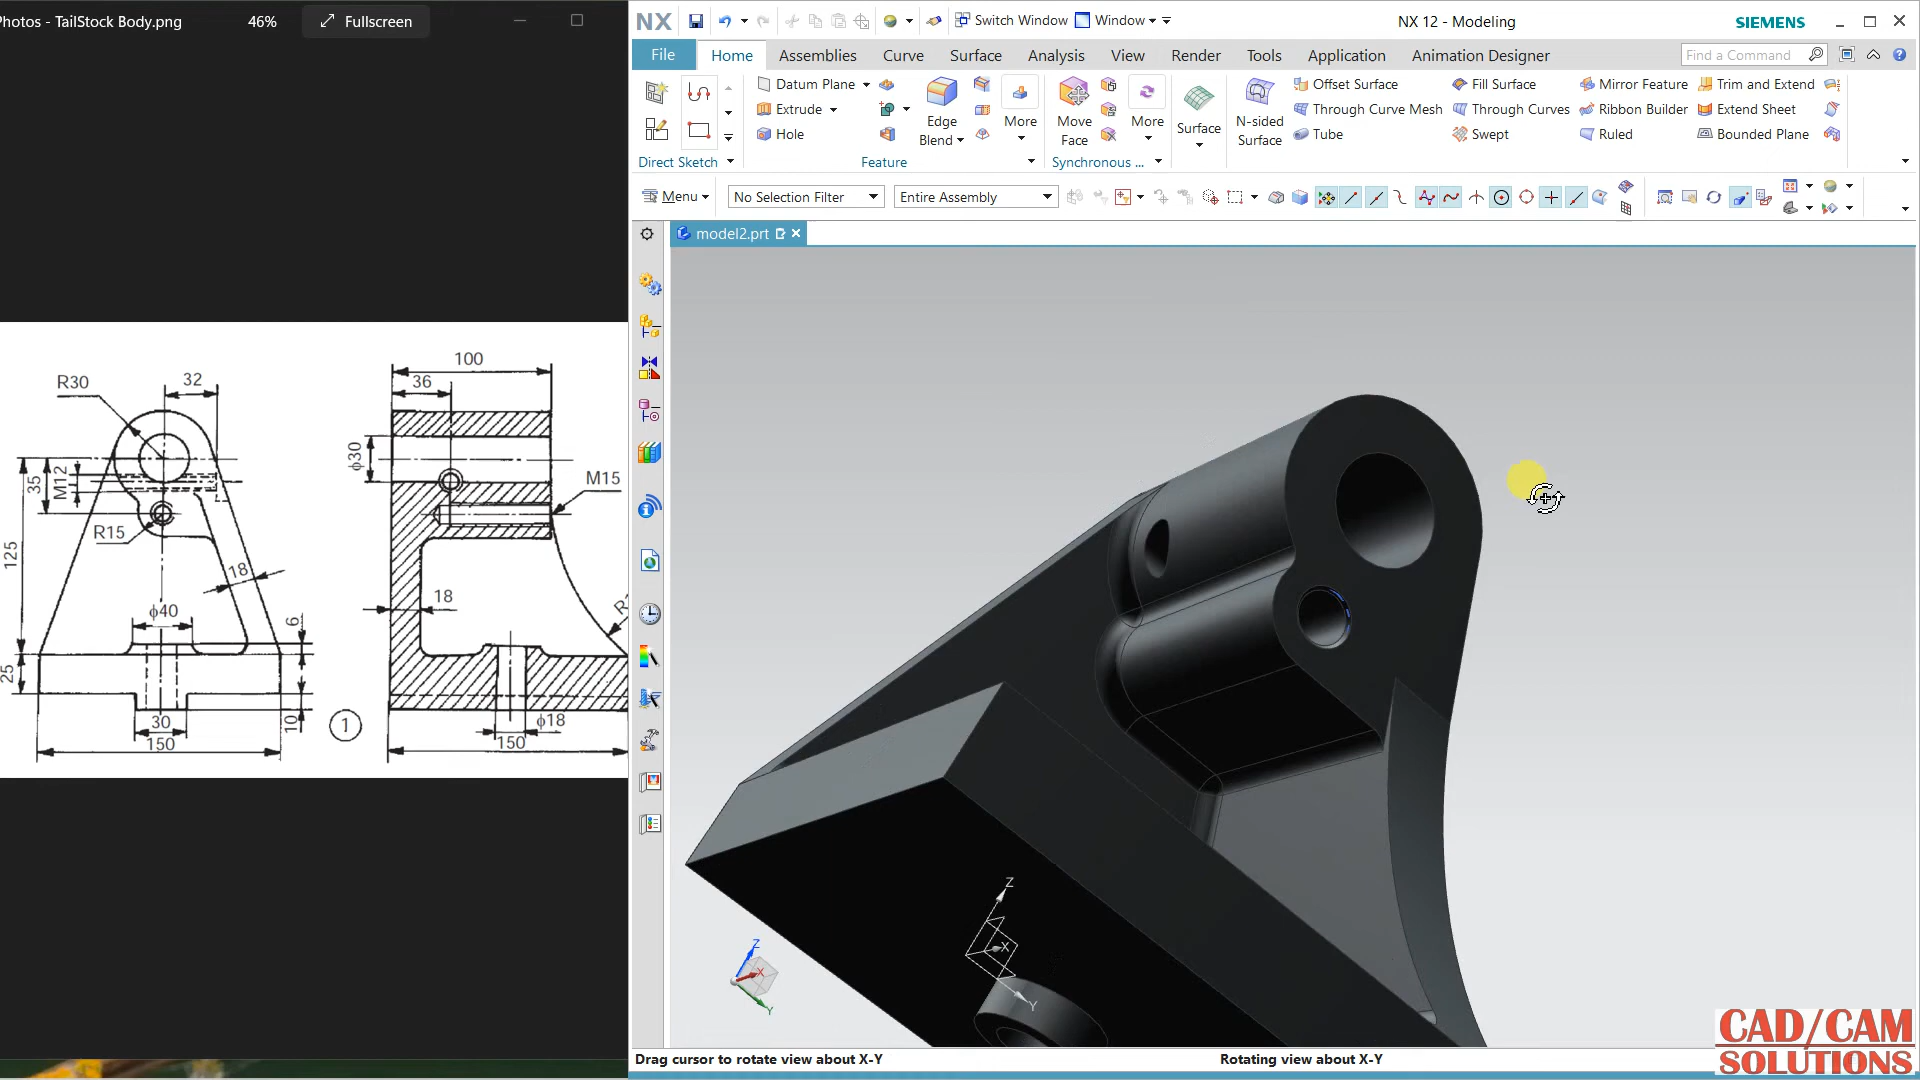 Photos - TailStock Body.png 46% Fullscreen
NX Switch Window Window NX 12 - Modeling SIEMENS
File Home Assemblies Curve Surface Analysis View Render Tools Application Animation Designer Find a Command
Datum Plane Offset Surface Fill Surface Mirror Feature Trim and Extend
Extrude Edge Blend More Move Face More Surface N-sided Surface Through Curve Mesh Through Curves Ribbon Builder Extend Sheet
Hole Tube Swept Ruled Bounded Plane
Direct Sketch Feature Synchronous ...
Menu No Selection Filter Entire Assembly
model2.prt
100
R30 32 36
ϕ30
M15
35 M12
R15
125
18
18
ϕ40
6
R
25
30 10 1 ϕ18
150 150
Z
X
Y
Z
X
Y
Drag cursor to rotate view about X-Y Rotating view about X-Y
CAD/CAM
SOLUTIONS